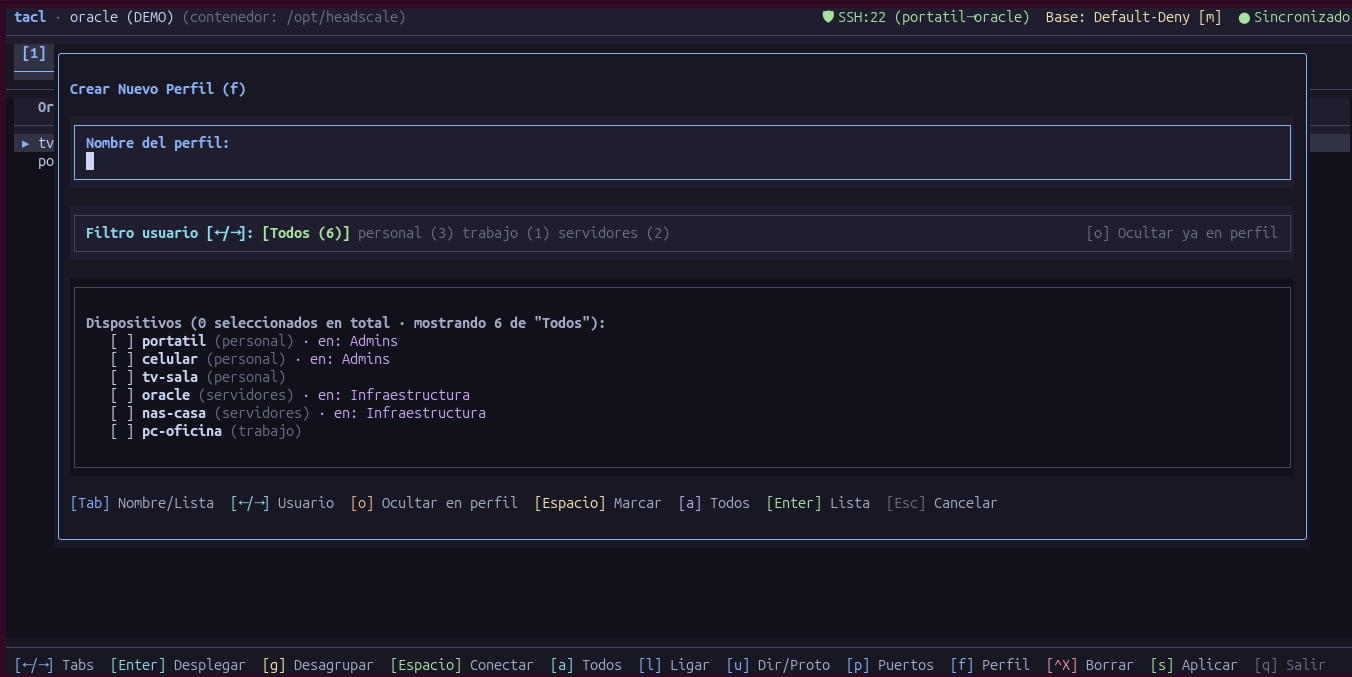 tacl · oracle (DEMO) (contenedor: /opt/headscale) SSH:22 (portatil→oracle) Base: Default-Deny [m] ● Sincronizado
[1]
Crear Nuevo Perfil (f)
Or
Nombre del perfil:
▶ tv
po
Filtro usuario [←/→]: [Todos (6)] personal (3) trabajo (1) servidores (2) [o] Ocultar ya en perfil
Dispositivos (0 seleccionados en total · mostrando 6 de "Todos"):
[ ] portatil (personal) · en: Admins
[ ] celular (personal) · en: Admins
[ ] tv-sala (personal)
[ ] oracle (servidores) · en: Infraestructura
[ ] nas-casa (servidores) · en: Infraestructura
[ ] pc-oficina (trabajo)
[Tab] Nombre/Lista [←/→] Usuario [o] Ocultar en perfil [Espacio] Marcar [a] Todos [Enter] Lista [Esc] Cancelar
[←/→] Tabs [Enter] Desplegar [g] Desagrupar [Espacio] Conectar [a] Todos [l] Ligar [u] Dir/Proto [p] Puertos [f] Perfil [^X] Borrar [s] Aplicar [q] Salir